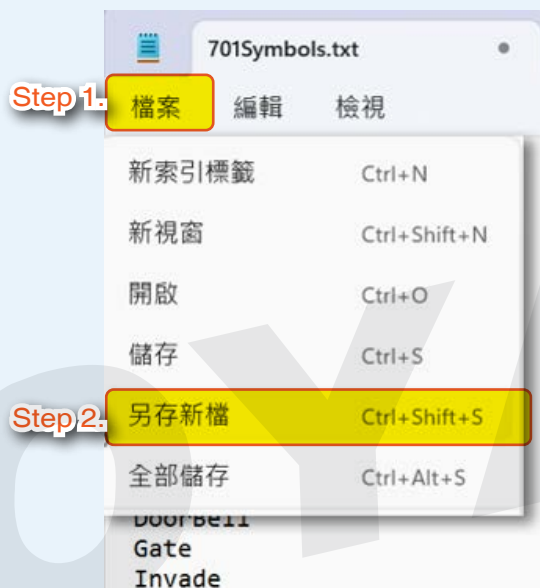 701Symbols.txt
Step 1. 檔案 編輯 檢視
新索引標籤 Ctrl+N
新視窗 Ctrl+Shift+N
開啟 Ctrl+O
儲存 Ctrl+S
Step 2. 另存新檔 Ctrl+Shift+S
全部儲存 Ctrl+Alt+S
DoorBell
Gate
Invade